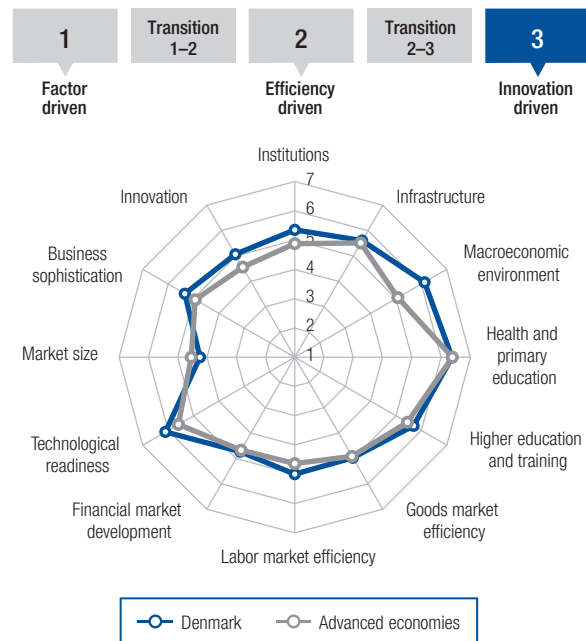 1
Transition
1–2
2
Transition
2–3
3
Factor
driven
Efficiency
driven
Innovation
driven
Institutions
7
6
5
4
3
2
1
Infrastructure
Macroeconomic
environment
Health and
primary
education
Higher education
and training
Goods market
efficiency
Labor market efficiency
Financial market
development
Technological
readiness
Market size
Business
sophistication
Innovation
Denmark
Advanced economies